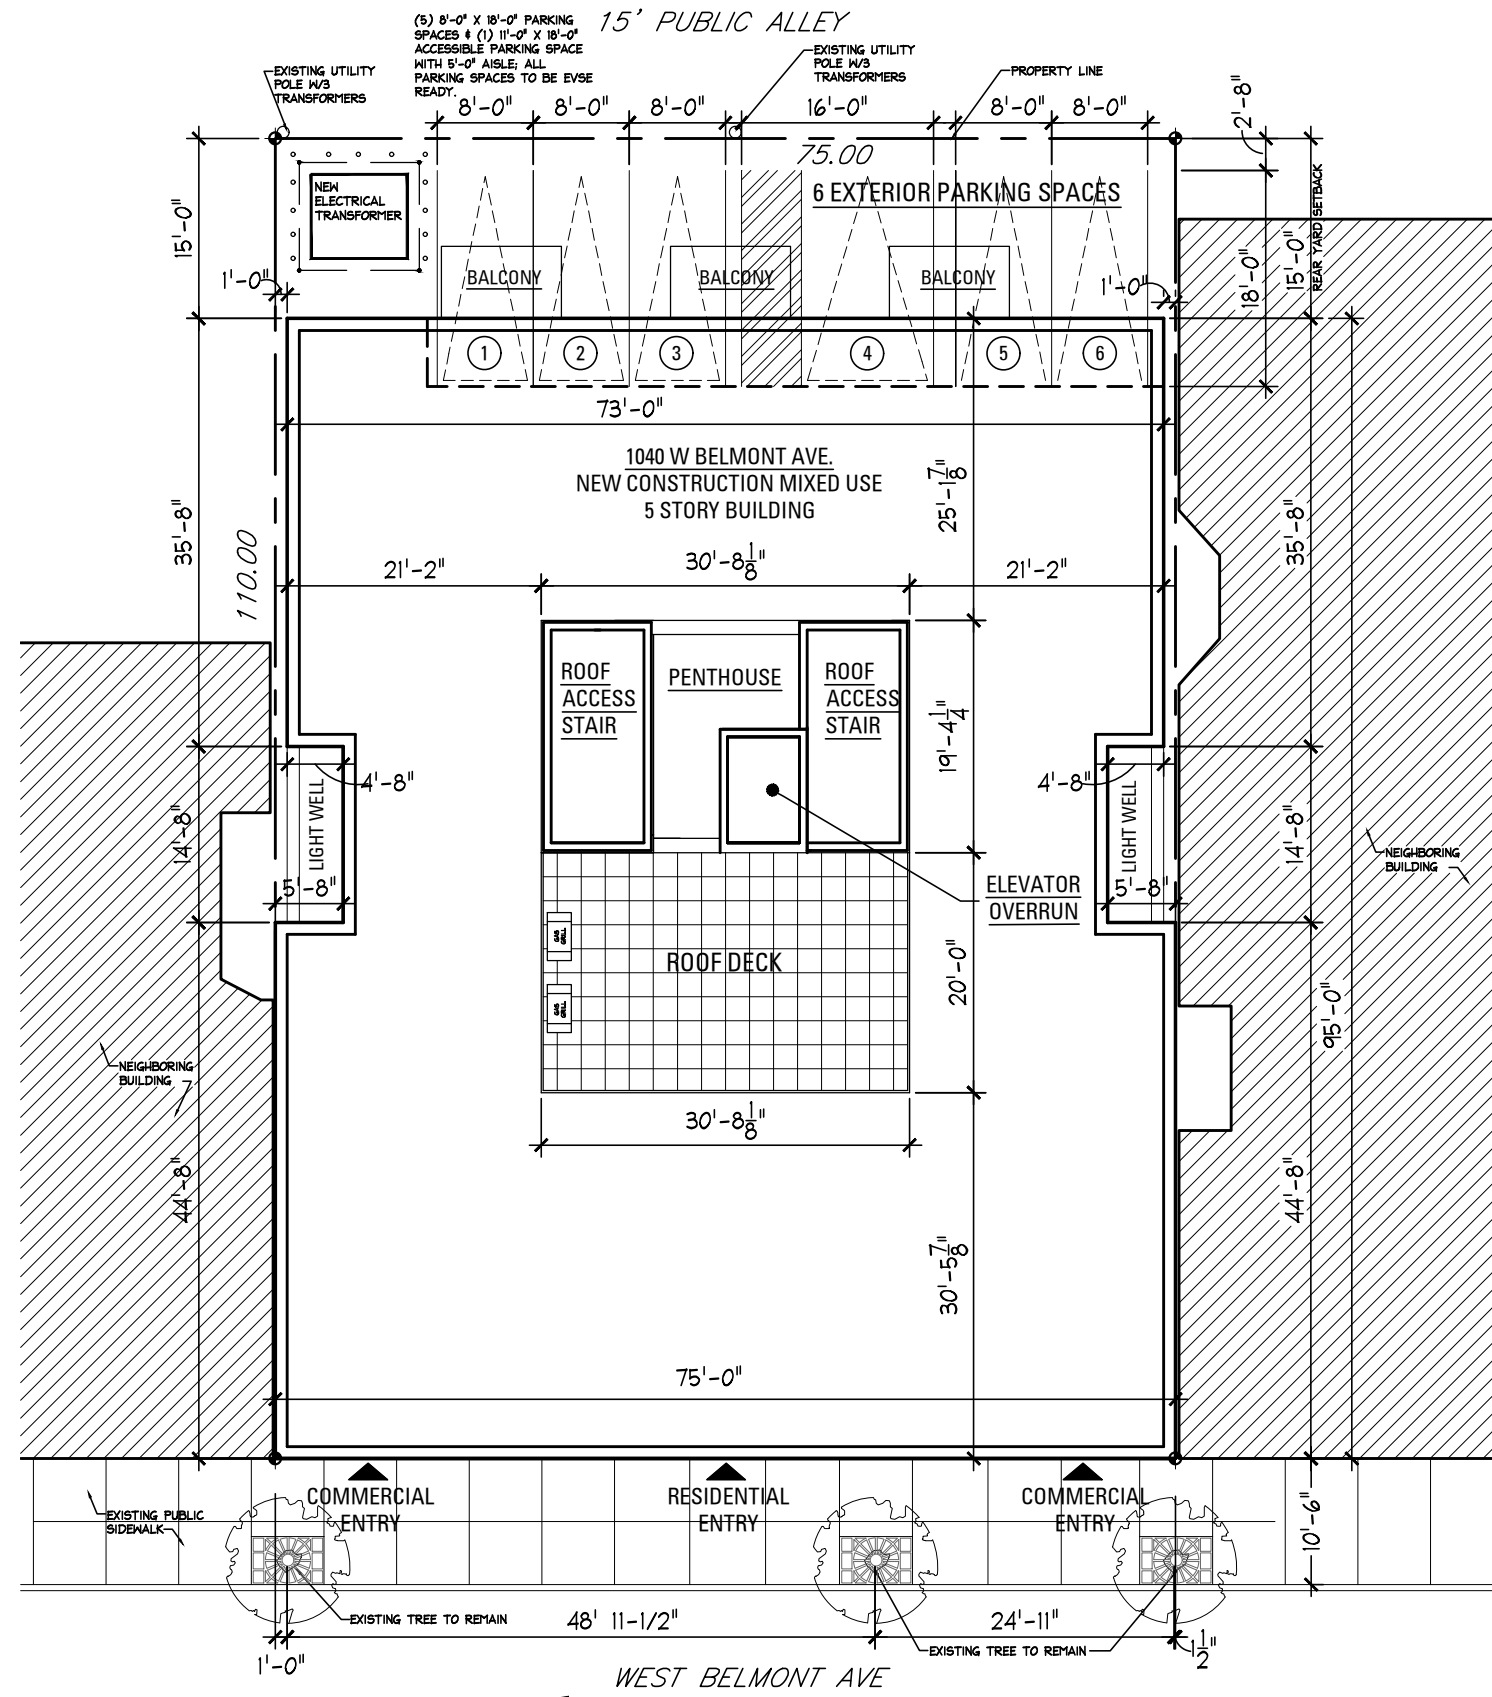 15' PUBLIC ALLEY
(5) 8'-0" X 18'-0" PARKING
SPACES & (1) 11'-0" X 18'-0"
ACCESSIBLE PARKING SPACE
WITH 5'-0" AISLE; ALL
PARKING SPACES TO BE EVSE
READY.
EXISTING UTILITY
POLE W/3
TRANSFORMERS
EXISTING UTILITY
POLE W/3
TRANSFORMERS
PROPERTY LINE
8'-0"
8'-0"
8'-0"
16'-0"
8'-0"
8'-0"
2'-8"
75.00
6 EXTERIOR PARKING SPACES
NEW
ELECTRICAL
TRANSFORMER
15'-0"
1'-0"
BALCONY
BALCONY
BALCONY
1'-0"
18'-0"
15'-0"
REAR YARD SETBACK
1
2
3
4
5
6
73'-0"
1040 W BELMONT AVE.
NEW CONSTRUCTION MIXED USE
5 STORY BUILDING
25'-1 7/8"
35'-8"
110.00
35'-8"
21'-2"
30'-8 1/8"
21'-2"
ROOF
ACCESS
STAIR
PENTHOUSE
ROOF
ACCESS
STAIR
19'-4 1/4"
4'-8"
LIGHT WELL
14'-8"
5'-8"
4'-8"
LIGHT WELL
14'-8"
5'-8"
NEIGHBORING
BUILDING
ELEVATOR
OVERRUN
GAS
GRILL
GAS
GRILL
ROOF DECK
20'-0"
95'-0"
NEIGHBORING
BUILDING
30'-8 1/8"
44'-8"
44'-8"
30'-5 7/8"
75'-0"
COMMERCIAL
ENTRY
RESIDENTIAL
ENTRY
COMMERCIAL
ENTRY
EXISTING PUBLIC
SIDEWALK
10'-6"
EXISTING TREE TO REMAIN
48' 11-1/2"
24'-11"
EXISTING TREE TO REMAIN
1 1/2"
1'-0"
WEST BELMONT AVE